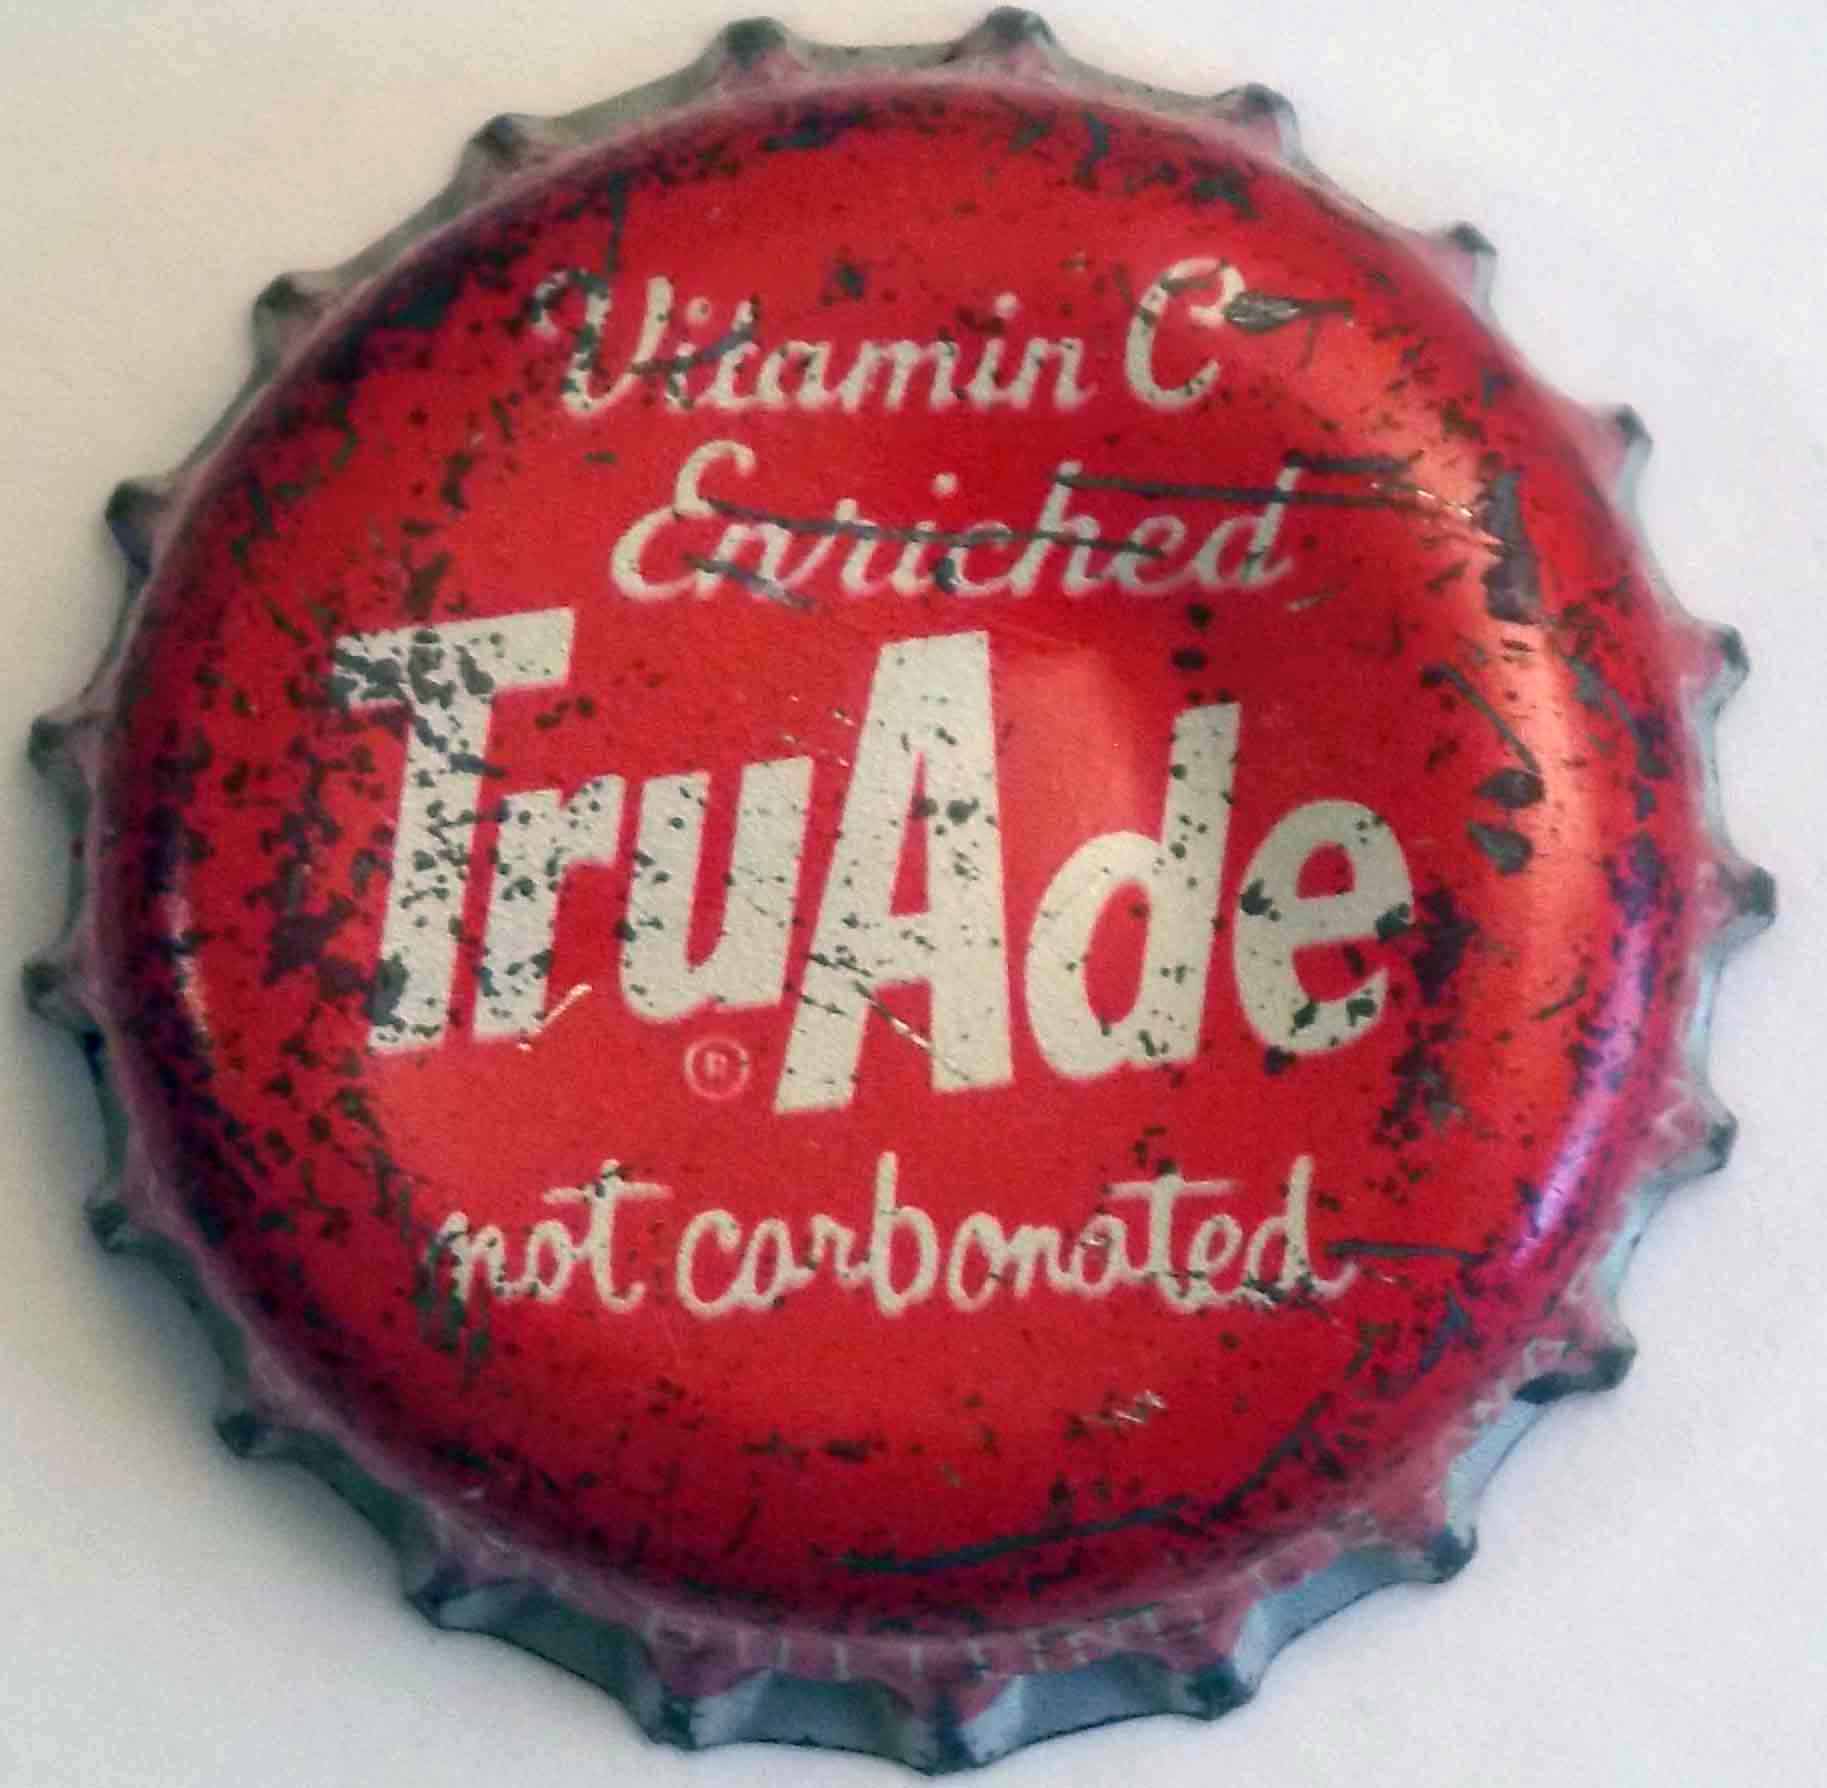 Vitamin C
Enriched
TruAde
®
not carbonated